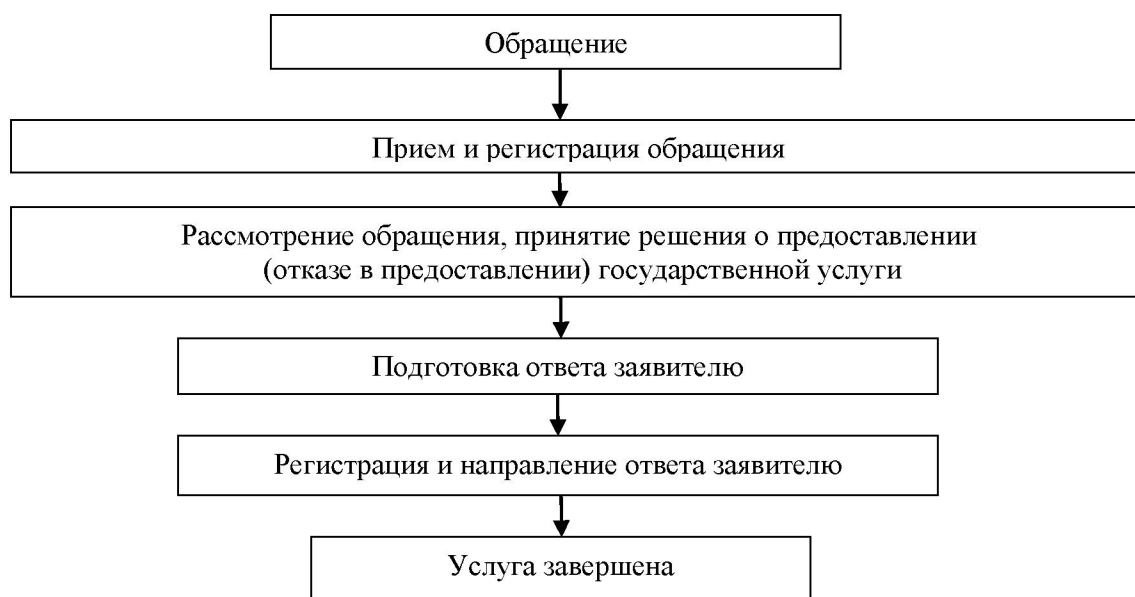 Обращение
Прием и регистрация обращения
Рассмотрение обращения, принятие решения о предоставлении
(отказе в предоставлении) государственной услуги
Подготовка ответа заявителю
Регистрация и направление ответа заявителю
Услуга завершена